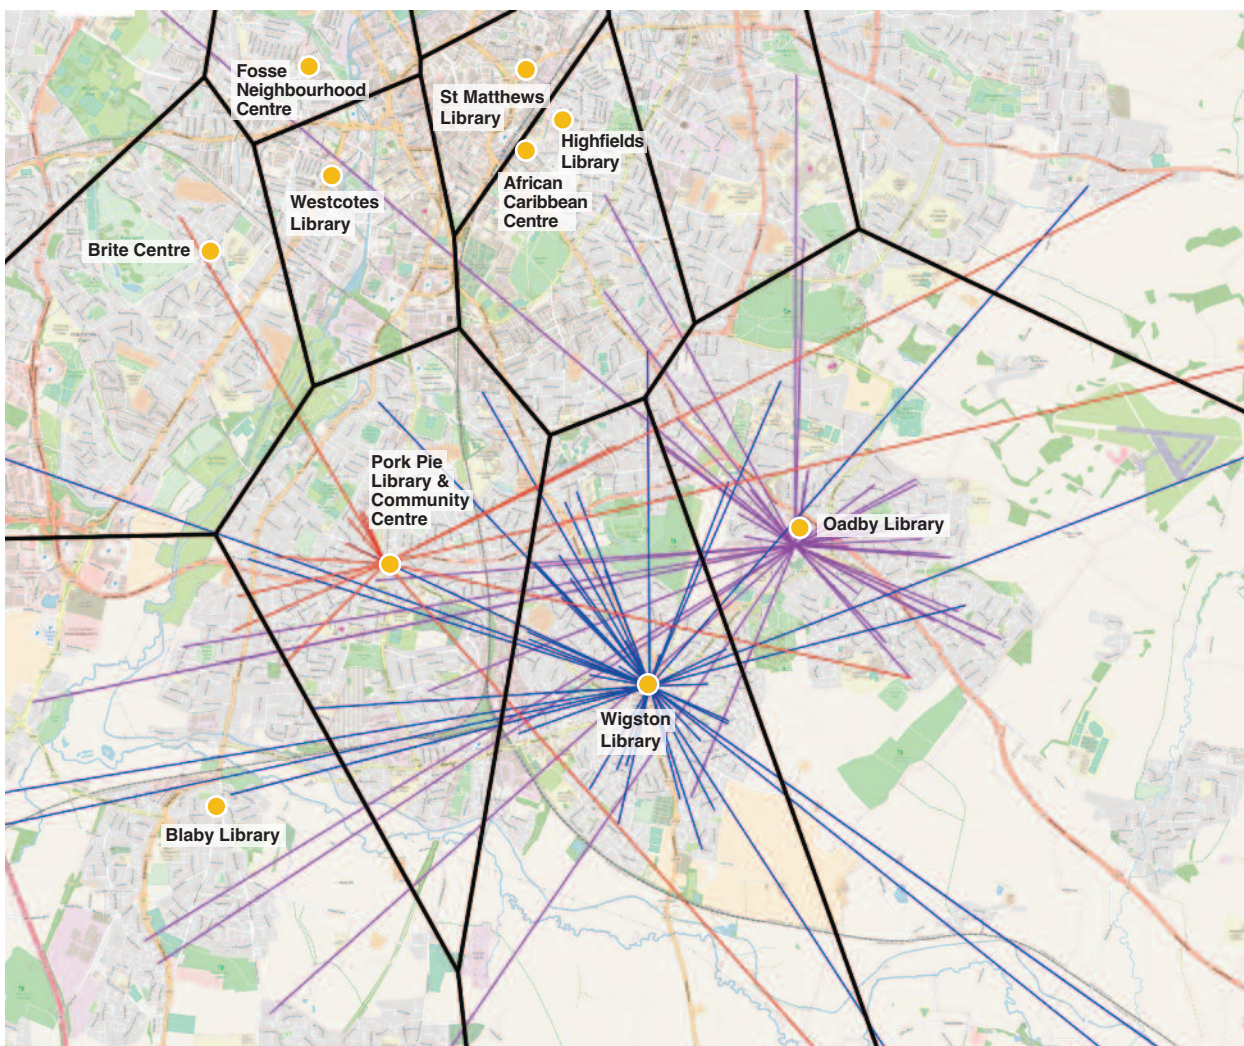 Fosse
Neighbourhood
Centre
St Matthews
Library
Highfields
Library
African
Caribbean
Centre
Westcotes
Library
Brite Centre
Pork Pie
Library &
Community
Centre
Oadby Library
Wigston
Library
Blaby Library